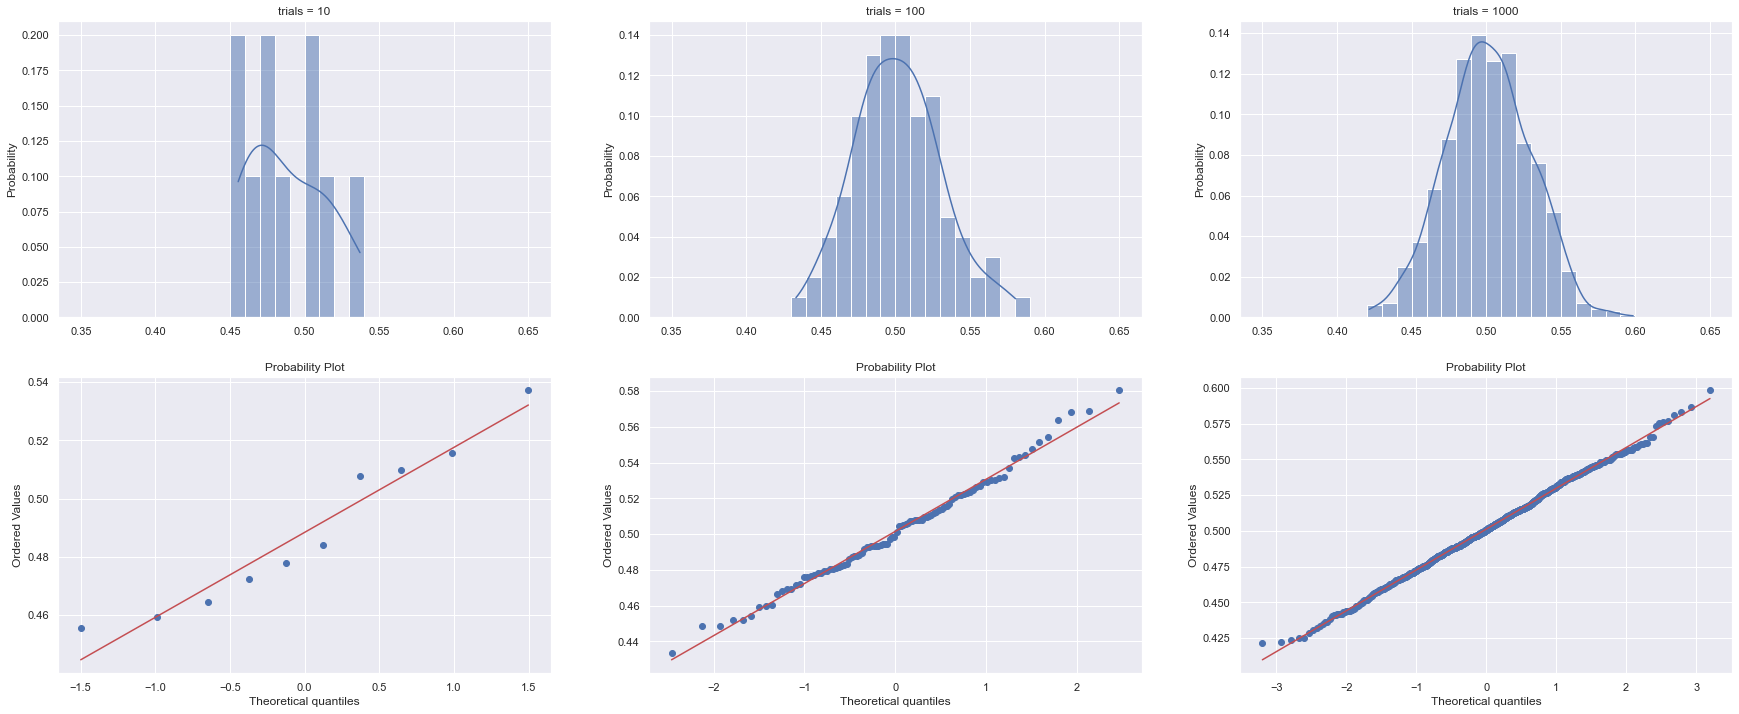 trials = 10
trials = 100
trials = 1000
Probability
0.200
0.175
0.150
0.125
0.100
0.075
0.050
0.025
0.000
0.35 0.40 0.45 0.50 0.55 0.60 0.65
Probability
0.14
0.12
0.10
0.08
0.06
0.04
0.02
0.00
0.35 0.40 0.45 0.50 0.55 0.60 0.65
Probability
0.14
0.12
0.10
0.08
0.06
0.04
0.02
0.00
0.35 0.40 0.45 0.50 0.55 0.60 0.65
Probability Plot
Ordered Values
0.54
0.52
0.50
0.48
0.46
−1.5 −1.0 −0.5 0.0 0.5 1.0 1.5
Theoretical quantiles
Probability Plot
Ordered Values
0.58
0.56
0.54
0.52
0.50
0.48
0.46
0.44
−2 −1 0 1 2
Theoretical quantiles
Probability Plot
Ordered Values
0.600
0.575
0.550
0.525
0.500
0.475
0.450
0.425
−3 −2 −1 0 1 2 3
Theoretical quantiles